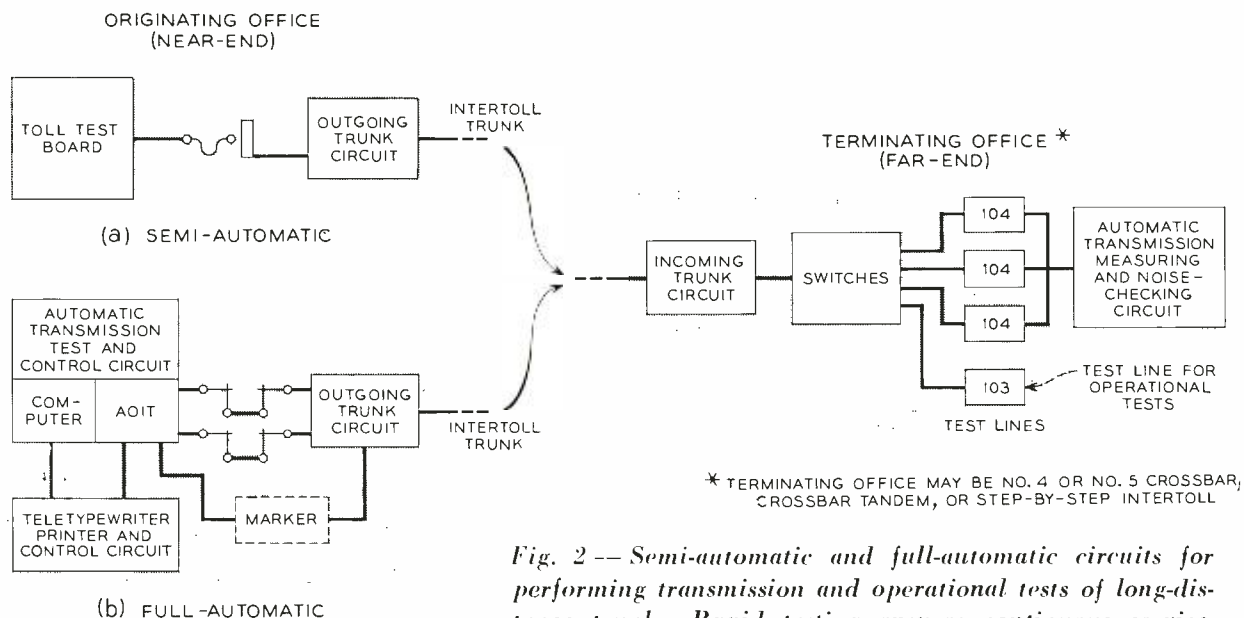 ORIGINATING OFFICE
(NEAR-END)
TOLL TEST
BOARD
OUTGOING
TRUNK
CIRCUIT
INTERTOLL
TRUNK
(a) SEMI-AUTOMATIC
AUTOMATIC
TRANSMISSION
TEST AND
CONTROL CIRCUIT
COM-
PUTER
AOIT
OUTGOING
TRUNK
CIRCUIT
INTERTOLL
TRUNK
TELETYPEWRITER
PRINTER AND
CONTROL CIRCUIT
MARKER
(b) FULL-AUTOMATIC
TERMINATING OFFICE *
(FAR-END)
INCOMING
TRUNK
CIRCUIT
SWITCHES
104
104
104
103
AUTOMATIC
TRANSMISSION
MEASURING
AND NOISE-
CHECKING
CIRCUIT
TEST LINE FOR
OPERATIONAL
TESTS
TEST LINES
* TERMINATING OFFICE MAY BE NO. 4 OR NO. 5 CROSSBAR,
CROSSBAR TANDEM, OR STEP-BY-STEP INTERTOLL
Fig. 2 -- Semi-automatic and full-automatic circuits for
performing transmission and operational tests of long-dis-